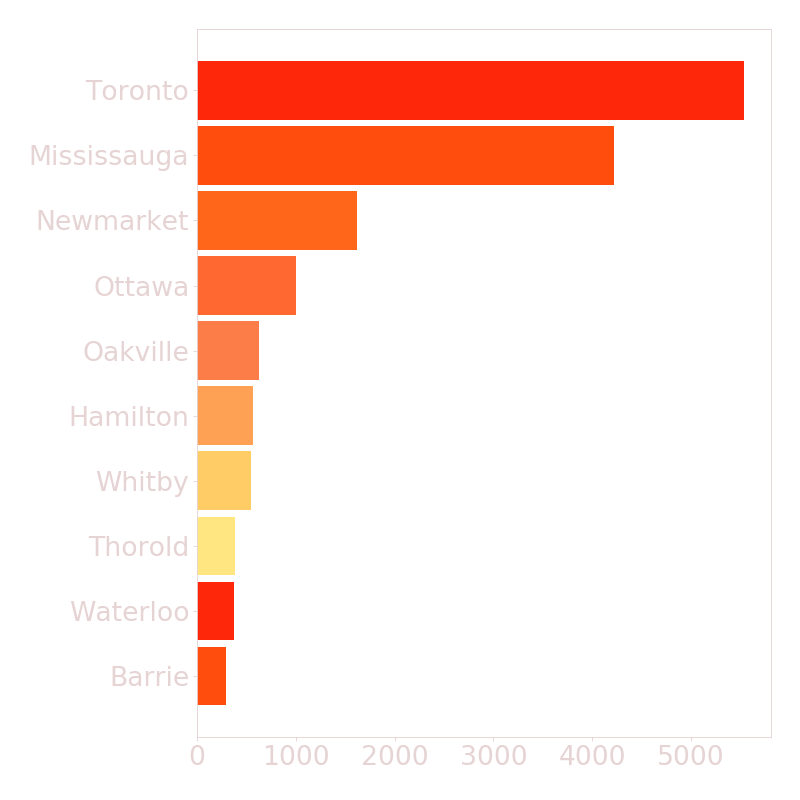 Toronto
Mississauga
Newmarket
Ottawa
Oakville
Hamilton
Whitby
Thorold
Waterloo
Barrie
0 1000 2000 3000 4000 5000